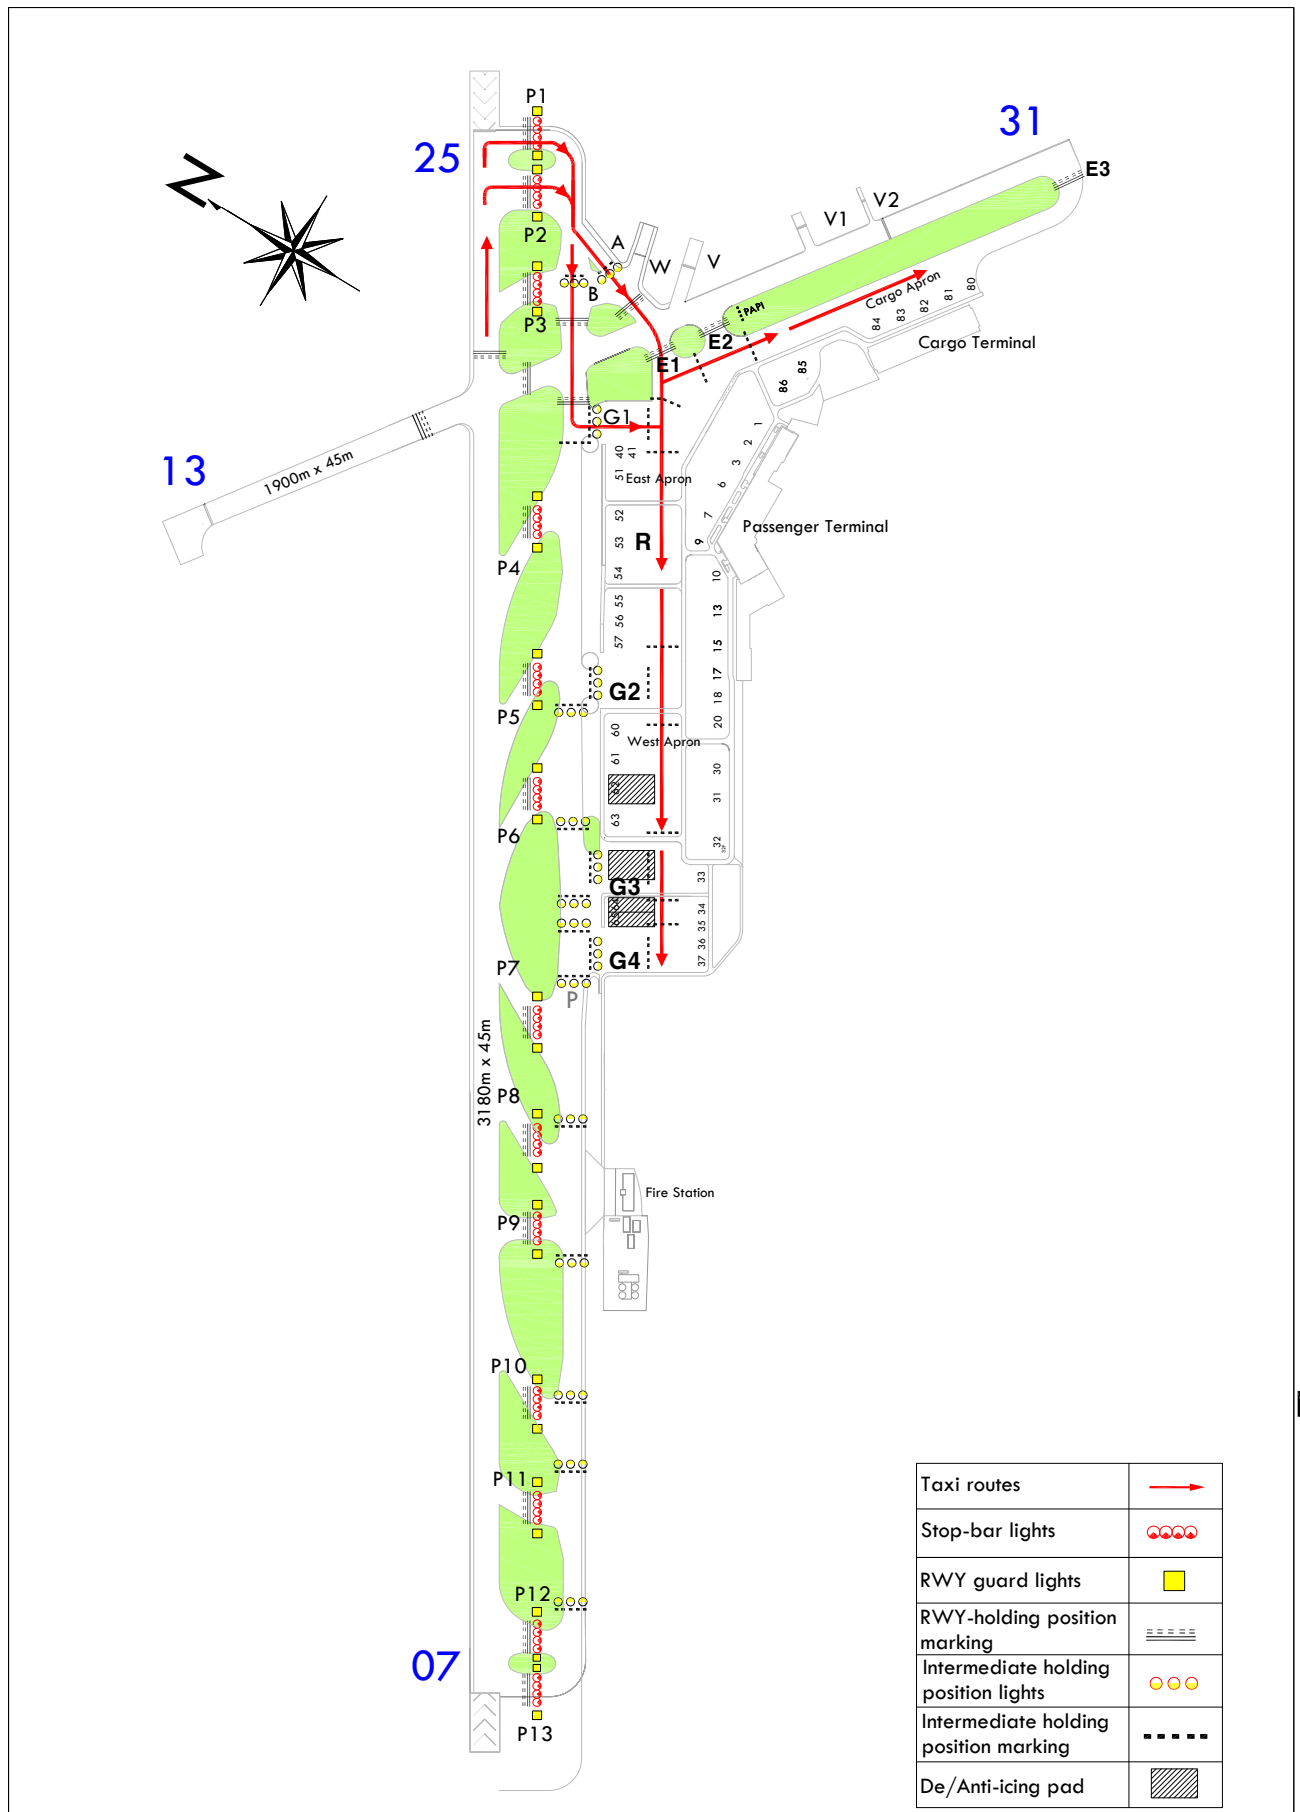 P1
31
25
E3
P2
V1
V2
A
W
V
B
PAPI
Cargo Apron
80
81
82
83
84
P3
E2
E1
Cargo Terminal
85
86
G1
13
1900m x 45m
40
41
51
East Apron
1
2
3
6
7
9
Passenger Terminal
52
53
54
R
P4
10
13
15
17
18
20
55
56
57
G2
P5
60
West Apron
61
62
63
30
31
32
P6
33
G3
34
35
36
37
G4
P7
P
3180m x 45m
P8
Fire Station
P9
P10
P11
P12
07
P13
Taxi routes
Stop-bar lights
RWY guard lights
RWY-holding position
marking
Intermediate holding
position lights
Intermediate holding
position marking
De/Anti-icing pad